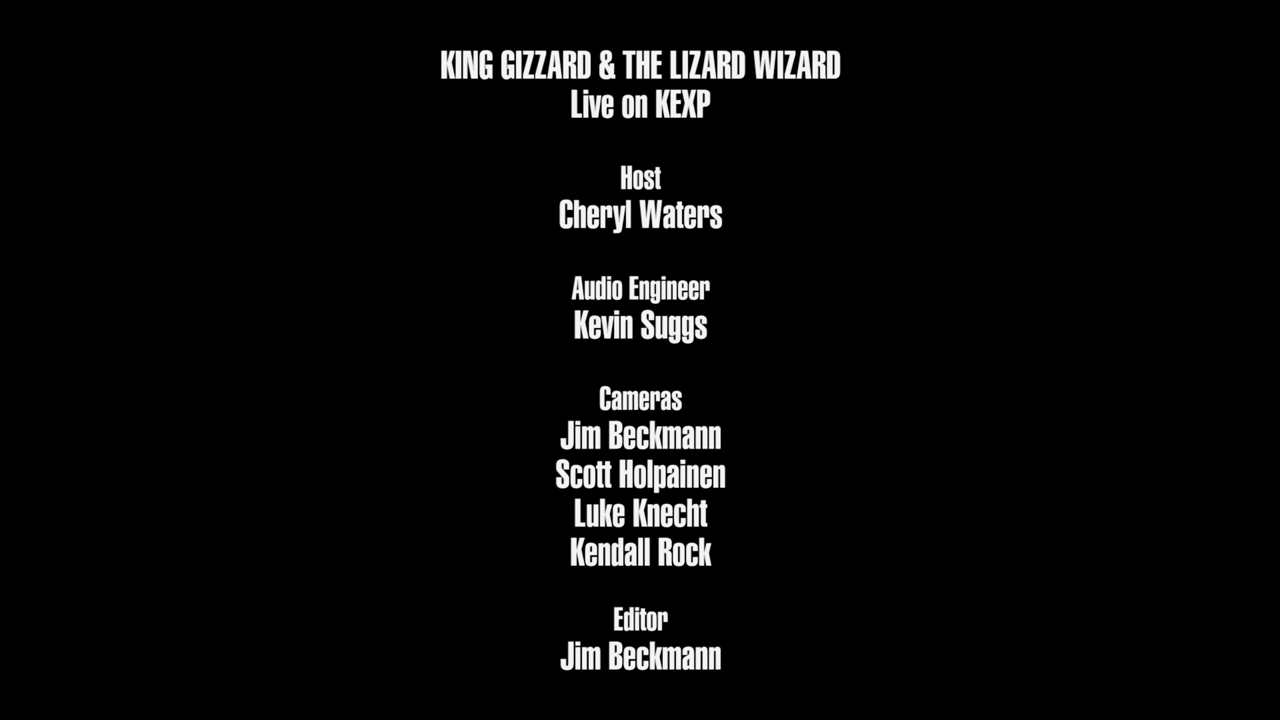 KING GIZZARD & THE LIZARD WIZARD
Live on KEXP
Host
Cheryl Waters
Audio Engineer
Kevin Suggs
Cameras
Jim Beckmann
Scott Holpainen
Luke Knecht
Kendall Rock
Editor
Jim Beckmann